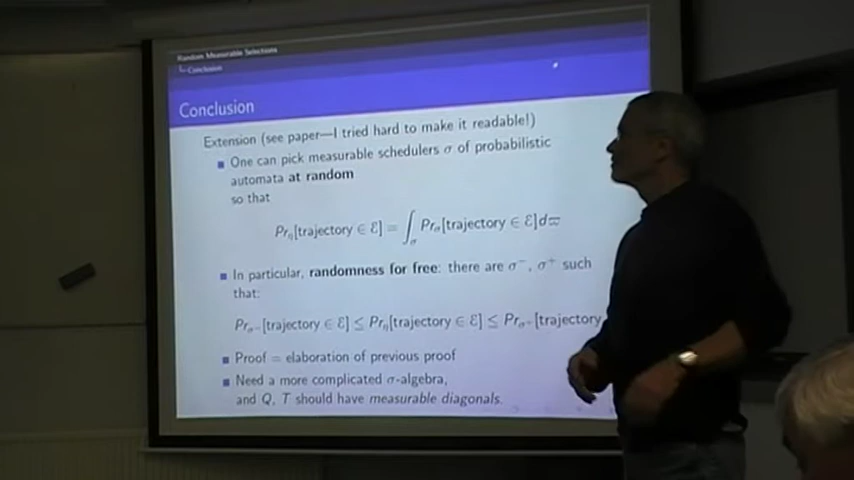 Random Measurable Selections
Conclusion
Conclusion
Extension (see paper—I tried hard to make it readable!)
One can pick measurable schedulers σ of probabilistic
automata at random
so that
Pr_η[trajectory ∈ ℰ] = ∫_σ Pr_σ[trajectory ∈ ℰ]dϖ
In particular, randomness for free: there are σ⁻, σ⁺ such
that:
Pr_σ⁻[trajectory ∈ ℰ] ≤ Pr_η[trajectory ∈ ℰ] ≤ Pr_σ⁺[trajectory
Proof = elaboration of previous proof
Need a more complicated σ-algebra,
and Q, T should have measurable diagonals.